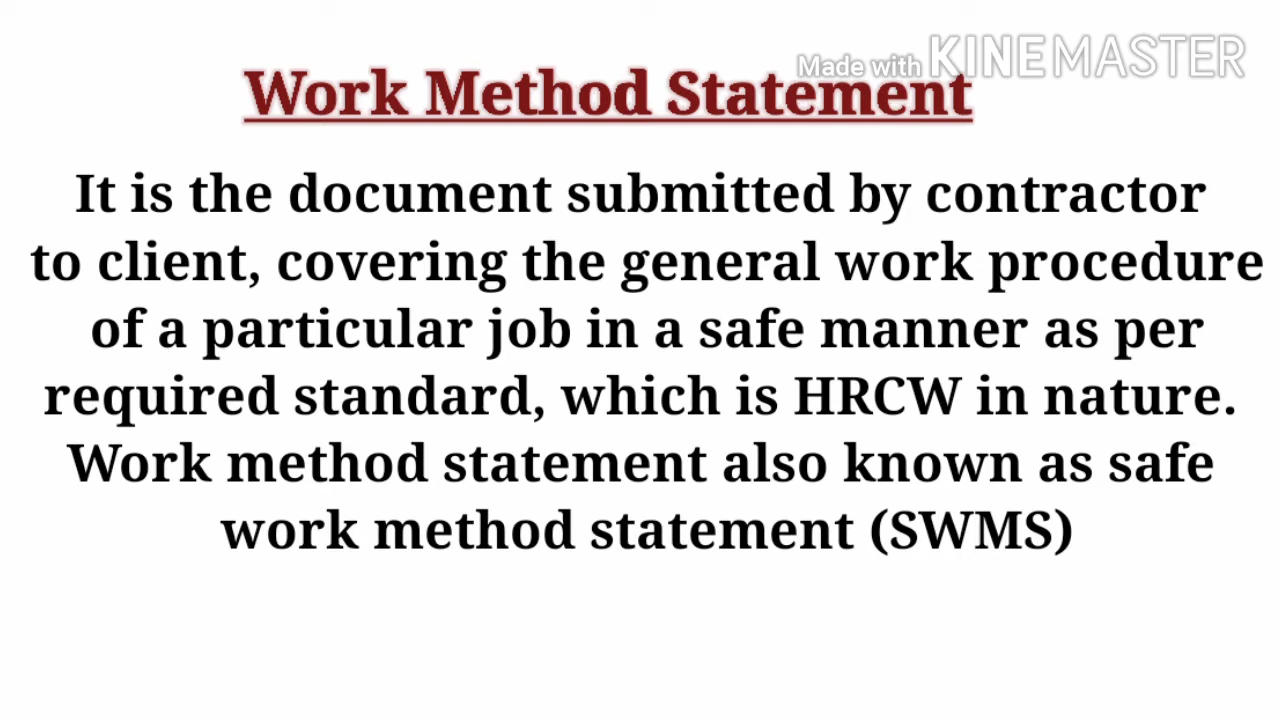 Made with KINEMASTER
Work Method Statement
It is the document submitted by contractor
to client, covering the general work procedure
of a particular job in a safe manner as per
required standard, which is HRCW in nature.
Work method statement also known as safe
work method statement (SWMS)